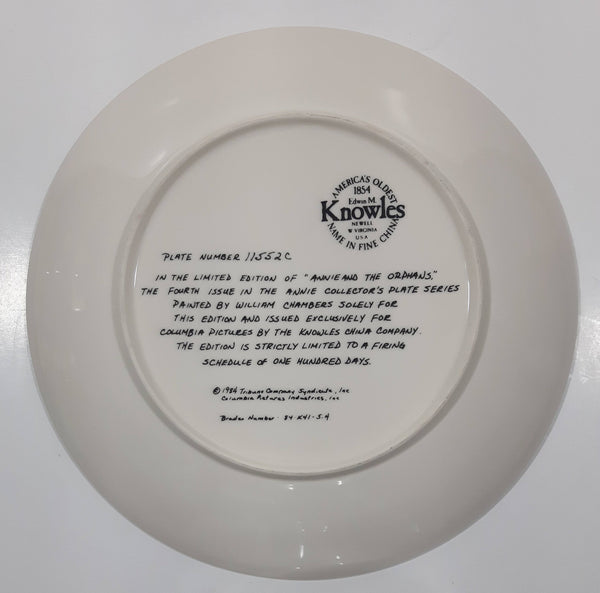 AMERICA'S OLDEST
1854
Edwin M.
Knowles
NEWELL
W VIRGINIA
U.S.A
NAME IN FINE CHINA
PLATE NUMBER 11552C
IN THE LIMITED EDITION OF "ANNIE AND THE ORPHANS,"
THE FOURTH ISSUE IN THE ANNIE COLLECTOR'S PLATE SERIES
PAINTED BY WILLIAM CHAMBERS SOLELY FOR
THIS EDITION AND ISSUED EXCLUSIVELY FOR
COLUMBIA PICTURES BY THE KNOWLES CHINA COMPANY.
THE EDITION IS STRICTLY LIMITED TO A FIRING
SCHEDULE OF ONE HUNDRED DAYS.
© 1984 Tribune Company Syndicate, Inc
Columbia Pictures Industries, Inc
Bradex Number: 84-K41-5.4